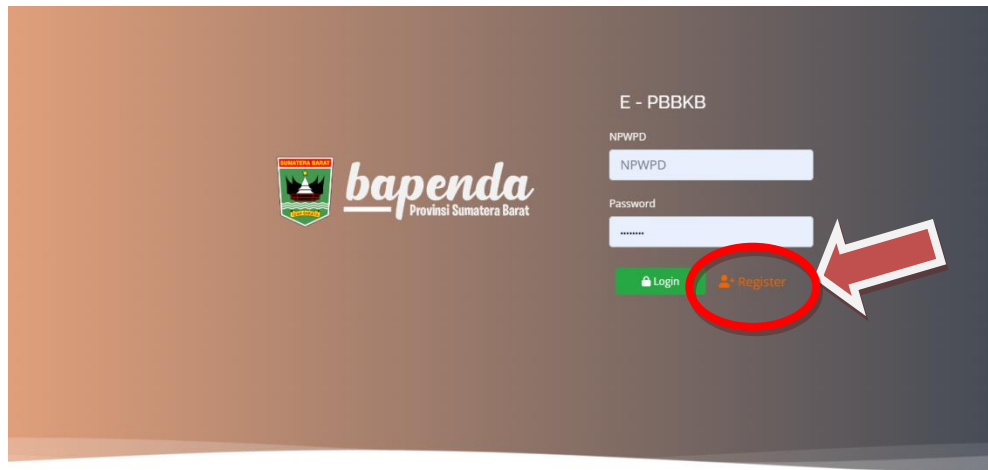 E - PBBKB
NPWPD
NPWPD
SUMATERA BARAT
bapenda
Provinsi Sumatera Barat
Password
Login
Register